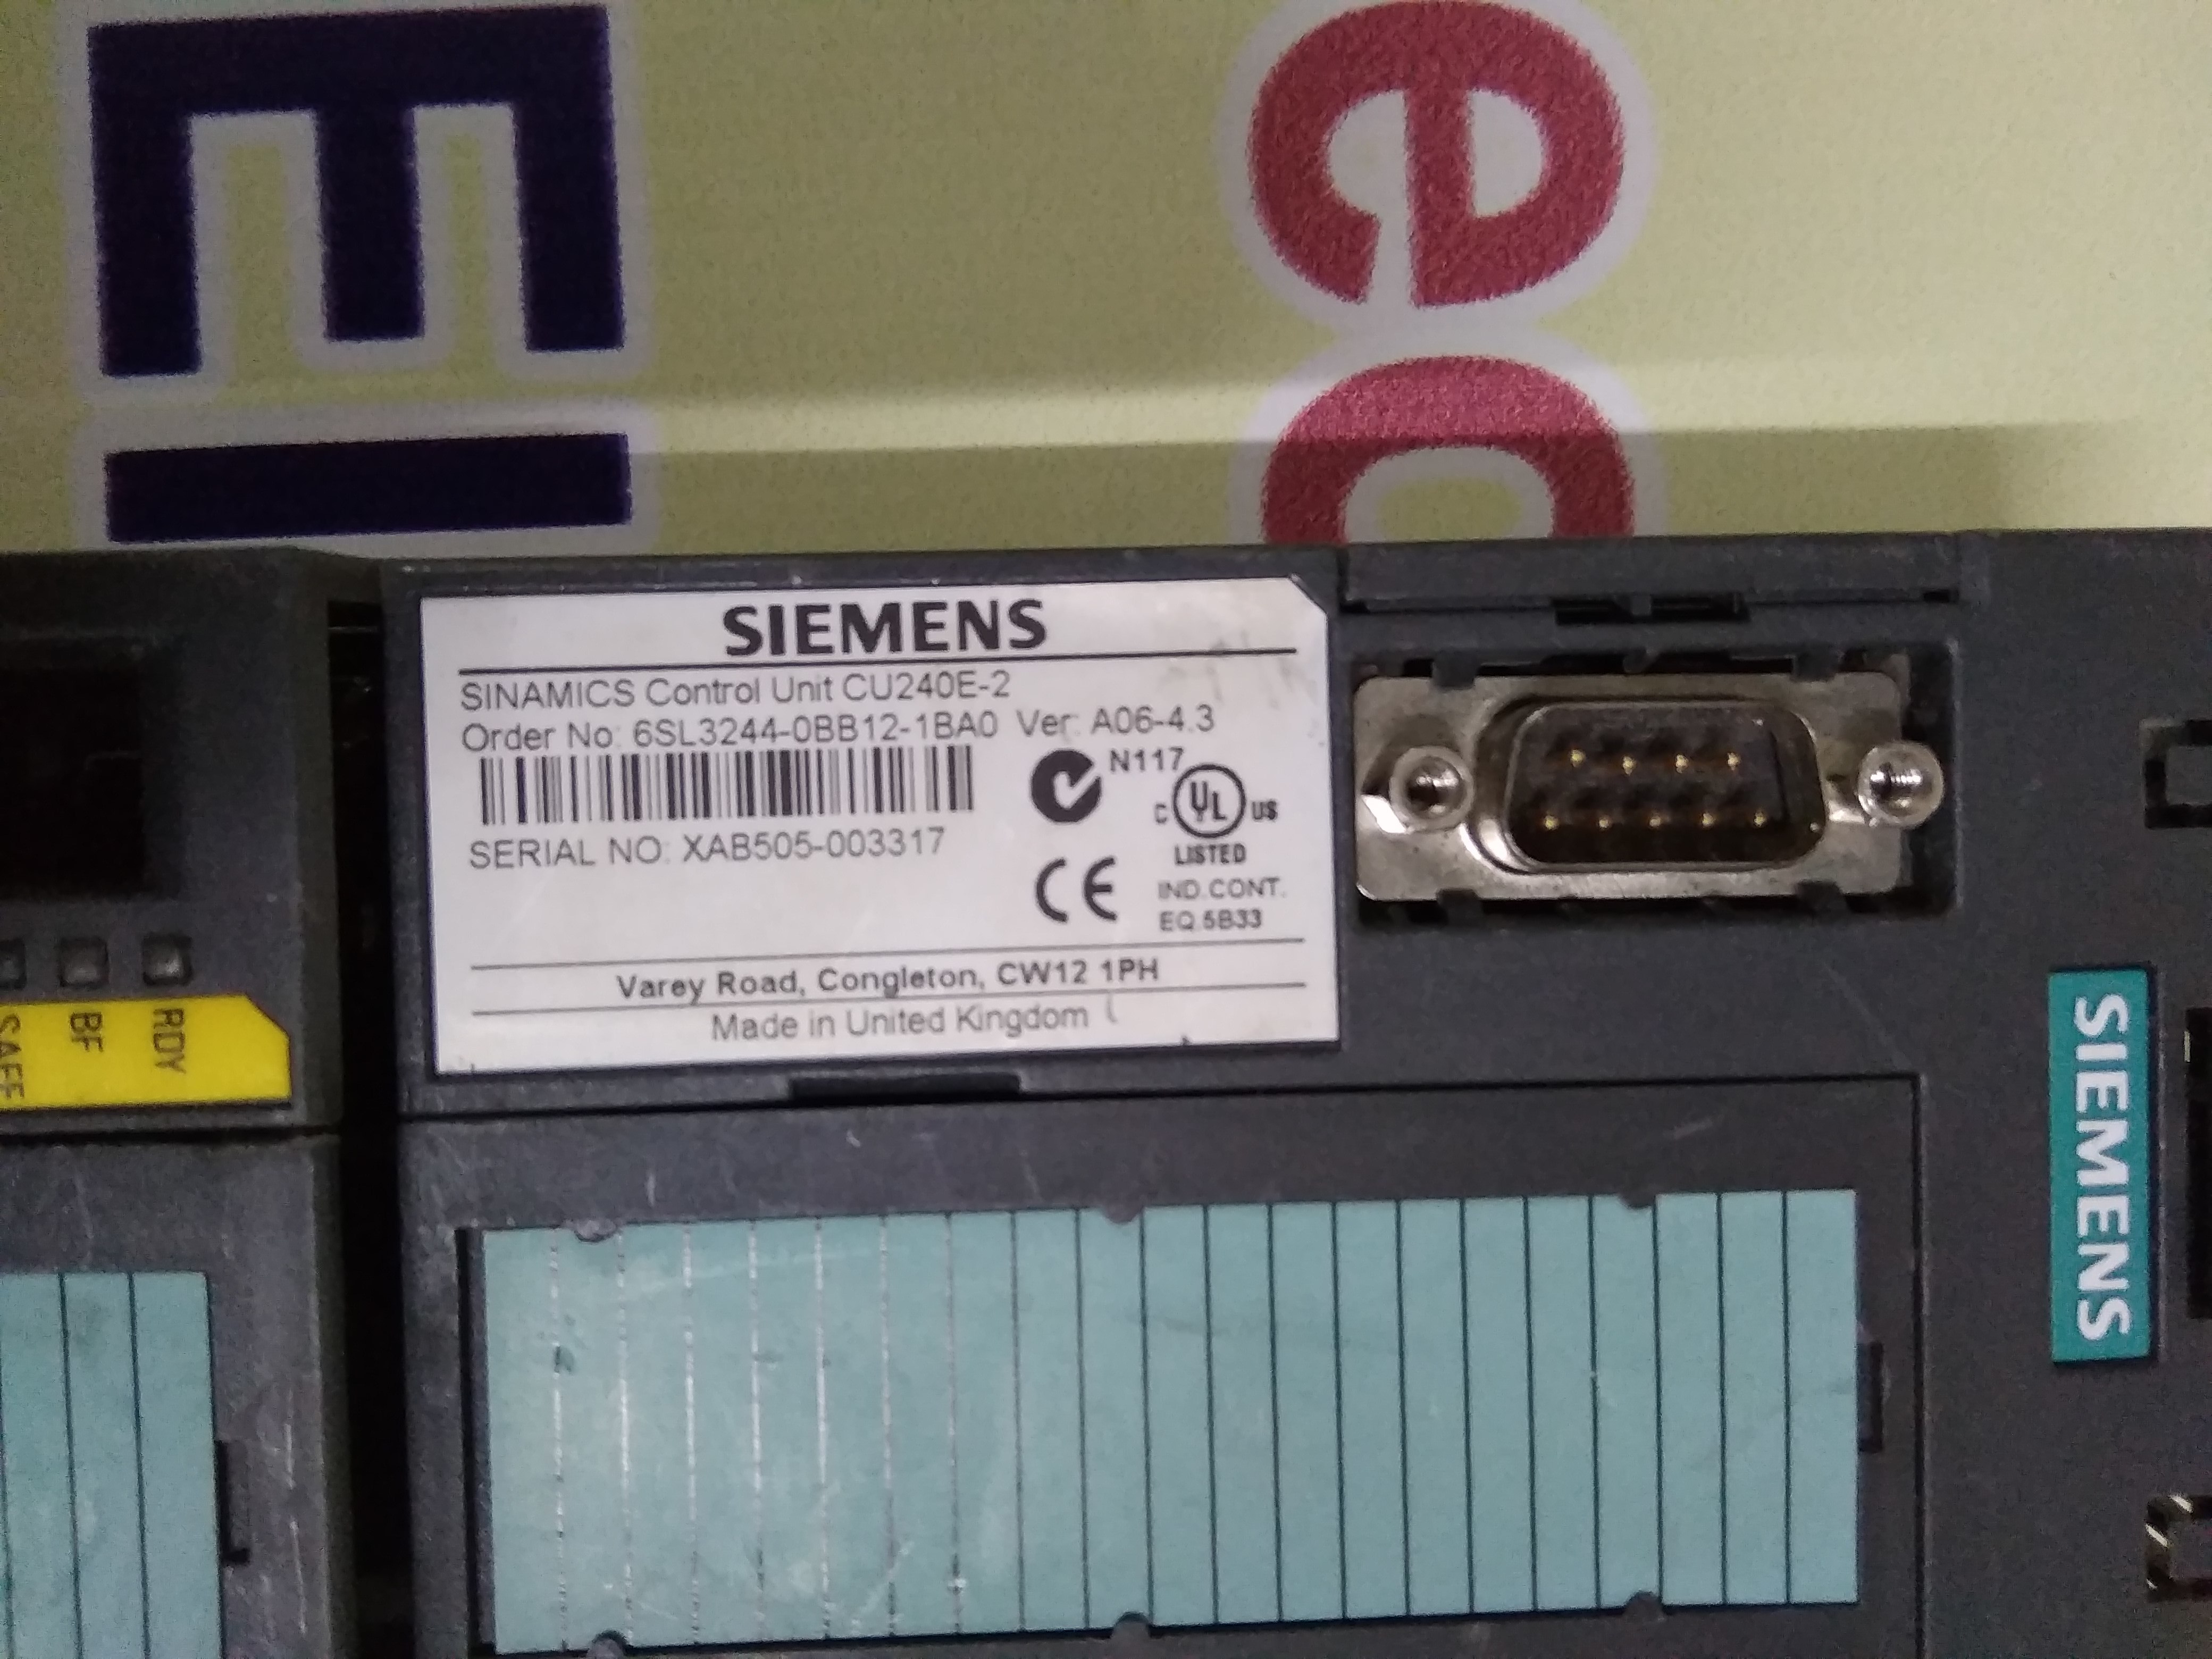 E
e
SIEMENS
SINAMICS Control Unit CU240E-2
Order No: 6SL3244-0BB12-1BA0 Ver: A06-4.3
N117
C UL US
LISTED
SERIAL NO: XAB505-003317
CE
IND.CONT.
EQ.5B33
Varey Road, Congleton, CW12 1PH
Made in United Kingdom
RDY
BF
SIEMENS